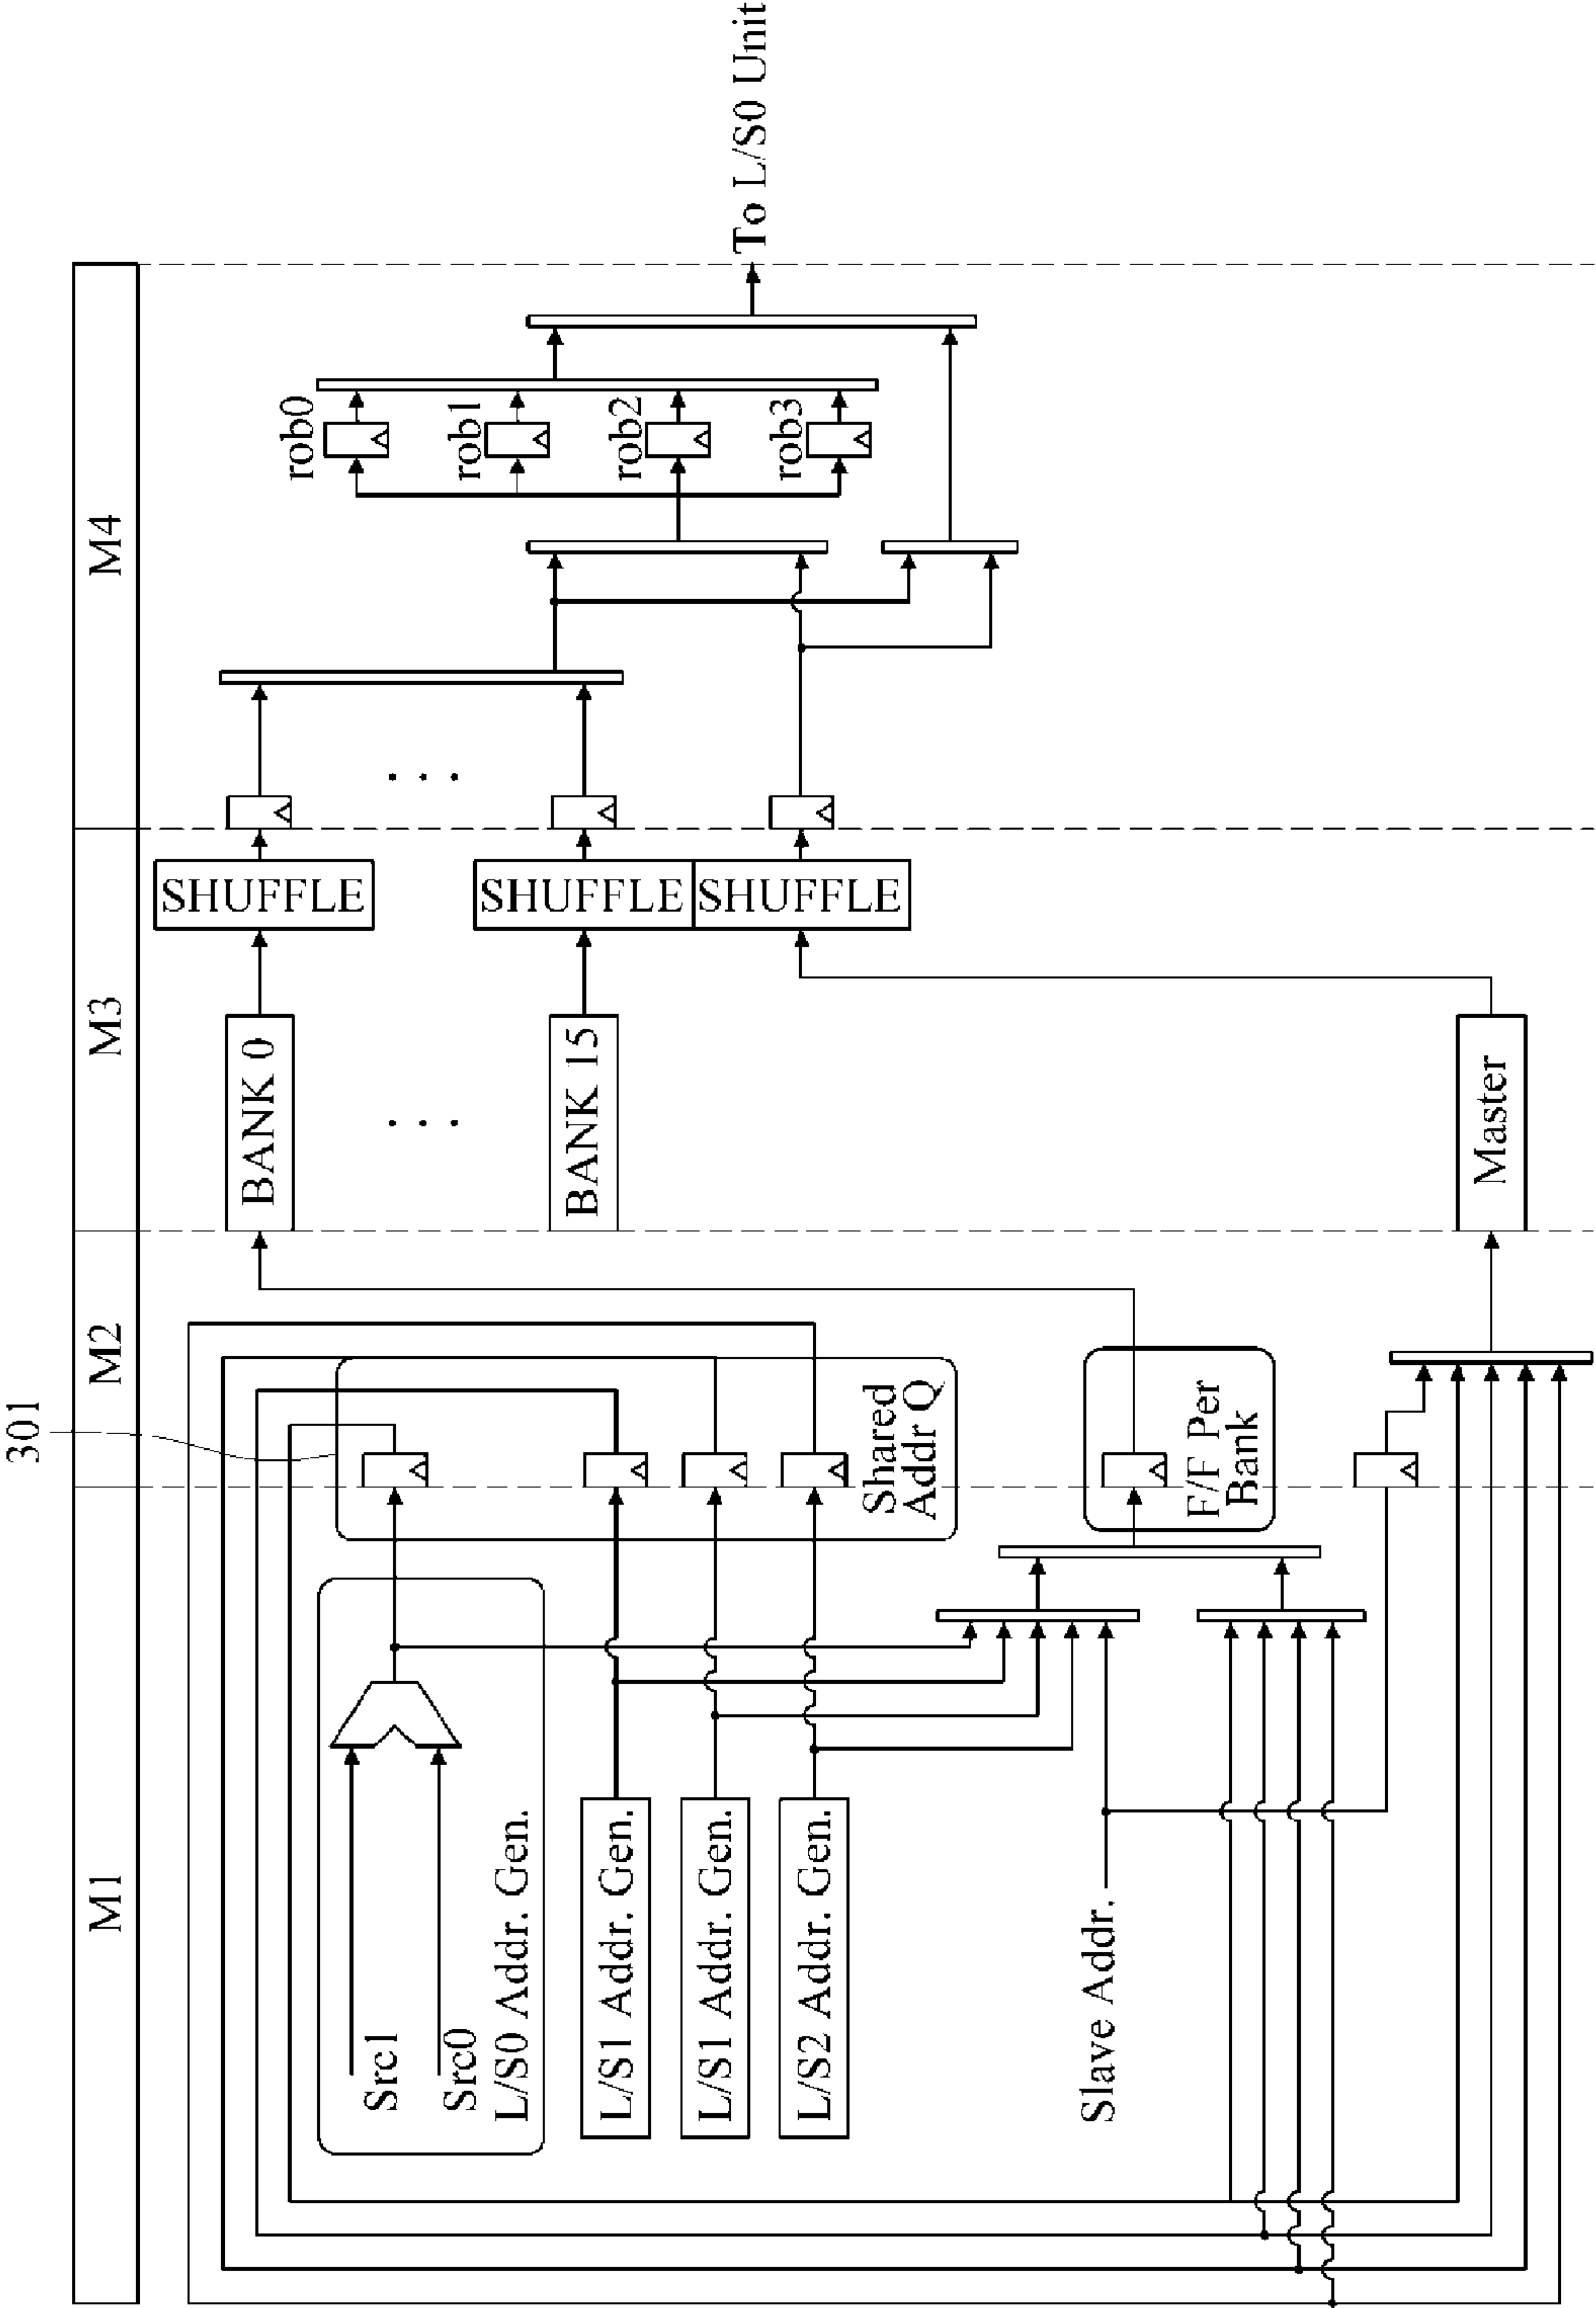 301
M1
M2
M3
M4
Src1
Src0
L/S0 Addr. Gen.
L/S1 Addr. Gen.
L/S1 Addr. Gen.
L/S2 Addr. Gen.
Slave Addr.
Shared
Addr Q
F/F Per
Bank
BANK 0
. . .
BANK 15
Master
SHUFFLE
SHUFFLE
SHUFFLE
. . .
rob0
rob1
rob2
rob3
To L/S0 Unit